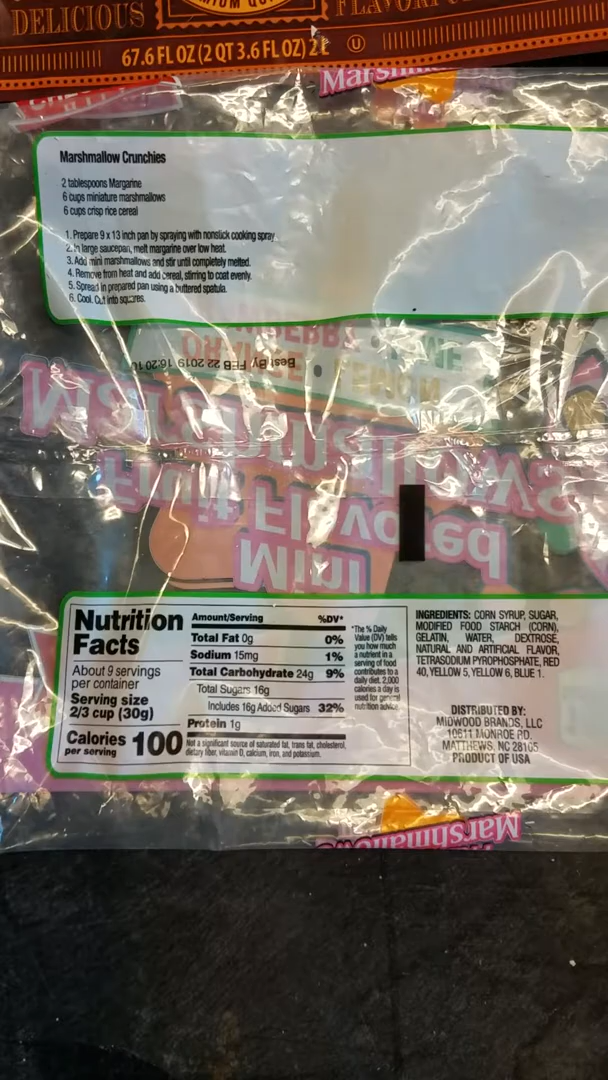 DELICIOUS
67.6 FL OZ (2 QT 3.6 FL OZ) 2 L U
Marshmallow Crunchies
2 tablespoons Margarine
6 cups miniature marshmallows
6 cups crisp rice cereal
1. Prepare 9 x 13 inch pan by spraying with nonstick cooking spray
2. In large saucepan, melt margarine over low heat.
3. Add mini marshmallows and stir until completely melted.
4. Remove from heat and add cereal, stirring to coat evenly.
5. Spread in prepared pan using a buttered spatula.
6. Cool. Cut into squares.
ORANGE • LEMON
Best By FEB 22 2019 16:20
Marshmallows
Fruit Flavored
Mini
Nutrition
Facts
About 9 servings
per container
Serving size
2/3 cup (30g)
Calories 100
per serving
Amount/Serving %DV*
Total Fat 0g 0%
Sodium 15mg 1%
Total Carbohydrate 24g 9%
Total Sugars 16g
Includes 16g Added Sugars 32%
Protein 1g
Not a significant source of saturated fat, trans fat, cholesterol,
dietary fiber, vitamin D, calcium, iron, and potassium.
*The % Daily
Value (DV) tells
you how much
a nutrient in a
serving of food
contributes to a
daily diet. 2,000
calories a day is
used for general
nutrition advice.
INGREDIENTS: CORN SYRUP, SUGAR,
MODIFIED FOOD STARCH (CORN),
GELATIN, WATER, DEXTROSE,
NATURAL AND ARTIFICIAL FLAVOR,
TETRASODIUM PYROPHOSPHATE, RED
40, YELLOW 5, YELLOW 6, BLUE 1.
DISTRIBUTED BY:
MIDWOOD BRANDS, LLC
10611 MONROE RD.
MATTHEWS, NC 28105
PRODUCT OF USA
Marshmallows